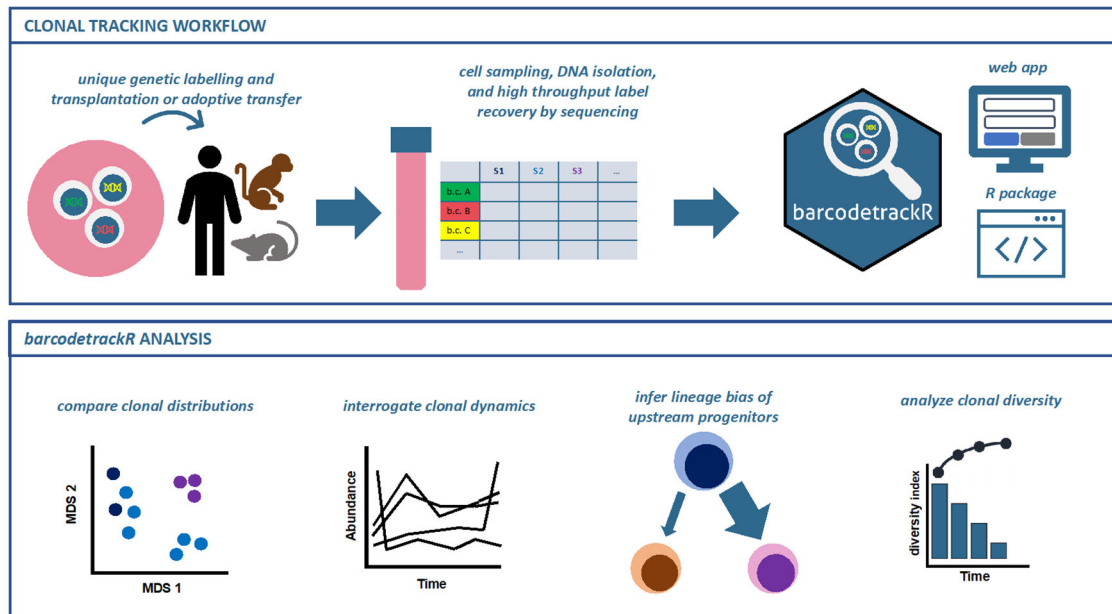 CLONAL TRACKING WORKFLOW
unique genetic labelling and
transplantation or adoptive transfer
cell sampling, DNA isolation,
and high throughput label
recovery by sequencing
S1 S2 S3 ...
b.c. A
b.c. B
b.c. C
...
barcodetrackR
web app
R package
</>
barcodetrackR ANALYSIS
compare clonal distributions
MDS 2
MDS 1
interrogate clonal dynamics
Abundance
Time
infer lineage bias of
upstream progenitors
analyze clonal diversity
diversity index
Time